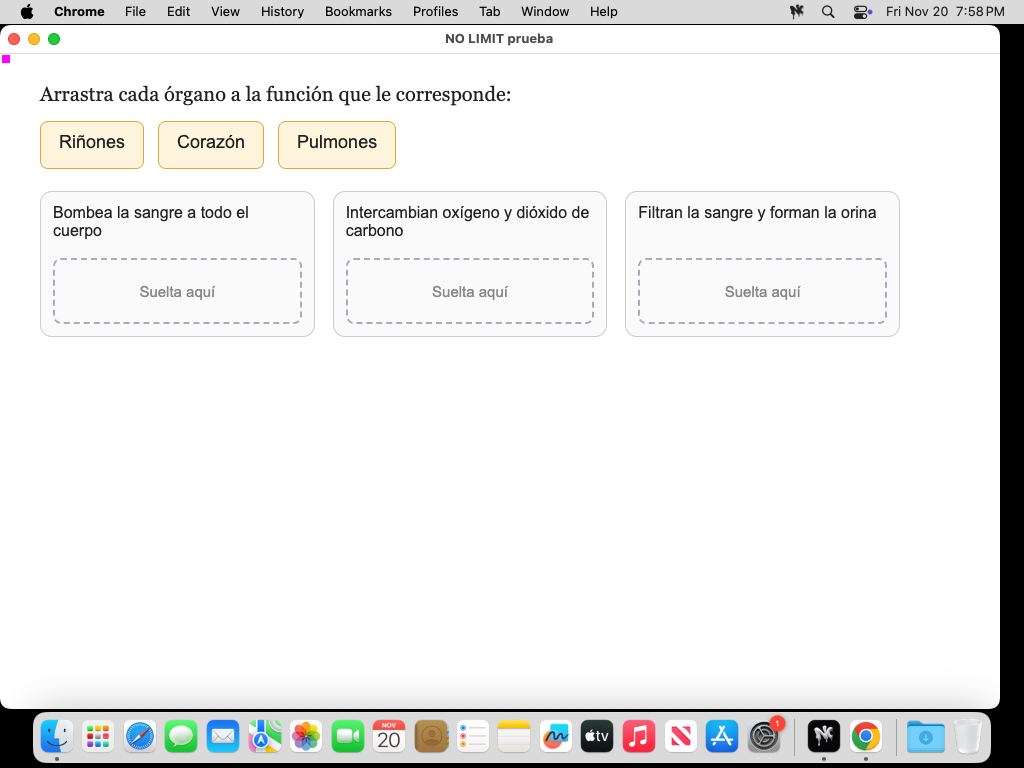 Chrome File Edit View History Bookmarks Profiles Tab Window Help Fri Nov 20 7:58 PM
NO LIMIT prueba
Arrastra cada órgano a la función que le corresponde:
Riñones Corazón Pulmones
Bombea la sangre a todo el
cuerpo
Suelta aquí
Intercambian oxígeno y dióxido de
carbono
Suelta aquí
Filtran la sangre y forman la orina
Suelta aquí
NOV
20
tv
1